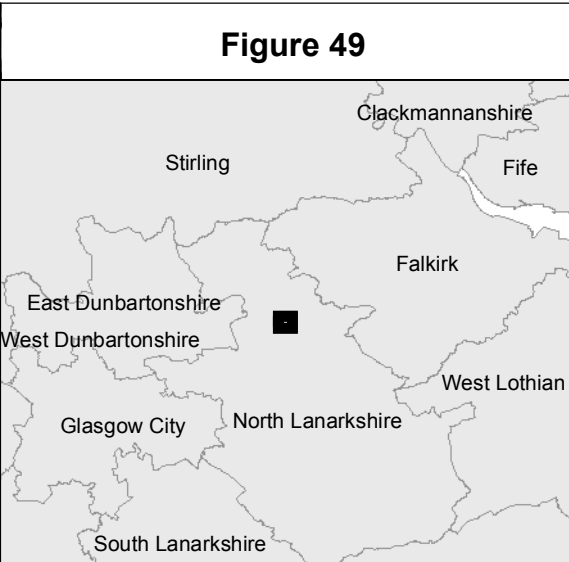 Figure 49
Clackmannanshire
Stirling
Fife
Falkirk
East Dunbartonshire
West Dunbartonshire
West Lothian
Glasgow City
North Lanarkshire
South Lanarkshire